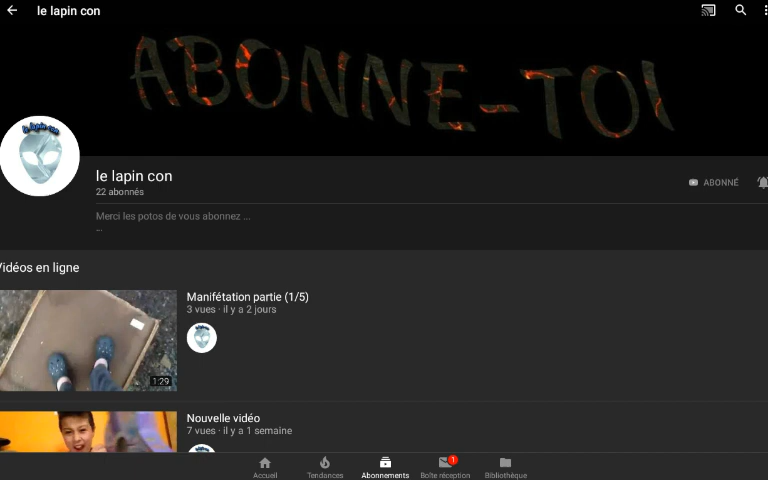 le lapin con
ABONNE-TOI
le lapin con
le lapin con
22 abonnés
ABONNÉ
Merci les potos de vous abonnez ...
...
Vidéos en ligne
Manifétation partie (1/5)
3 vues · il y a 2 jours
1:29
Nouvelle vidéo
7 vues · il y a 1 semaine
1
Accueil
Tendances
Abonnements
Boîte réception
Bibliothèque